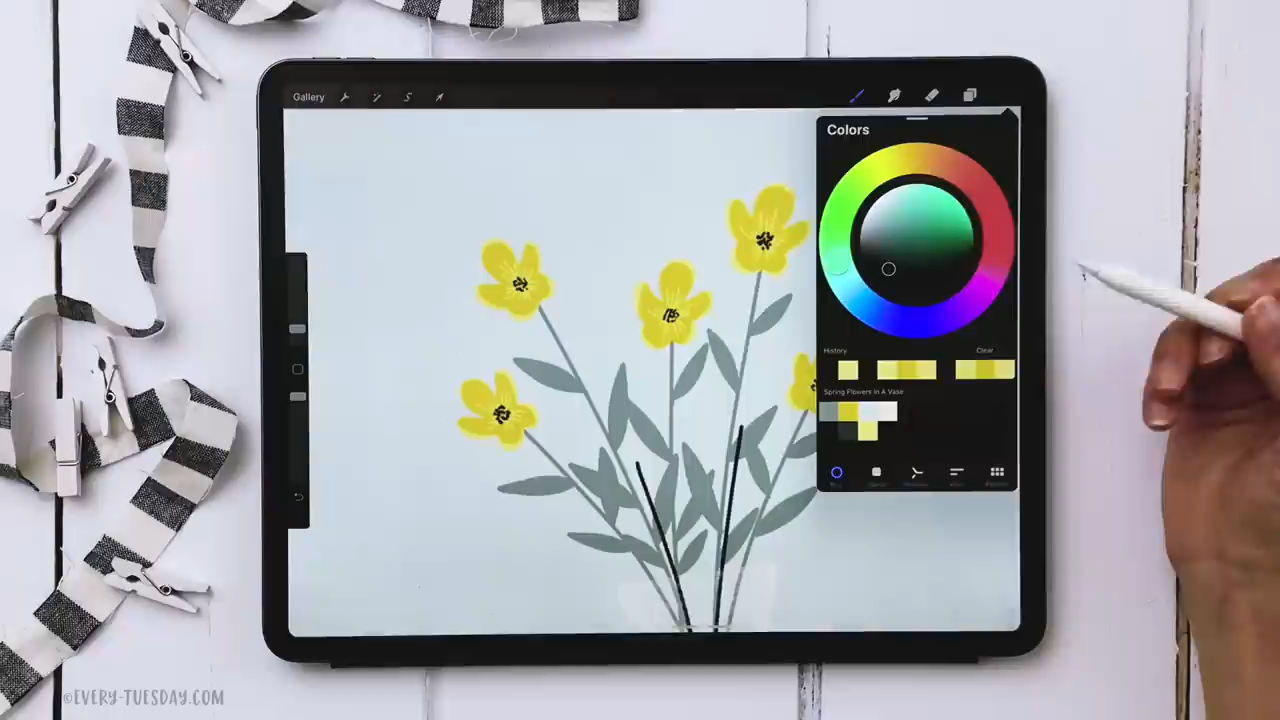 Gallery
Colors
History
Clear
Spring Flowers In A Vase
©EVERY-TUESDAY.COM